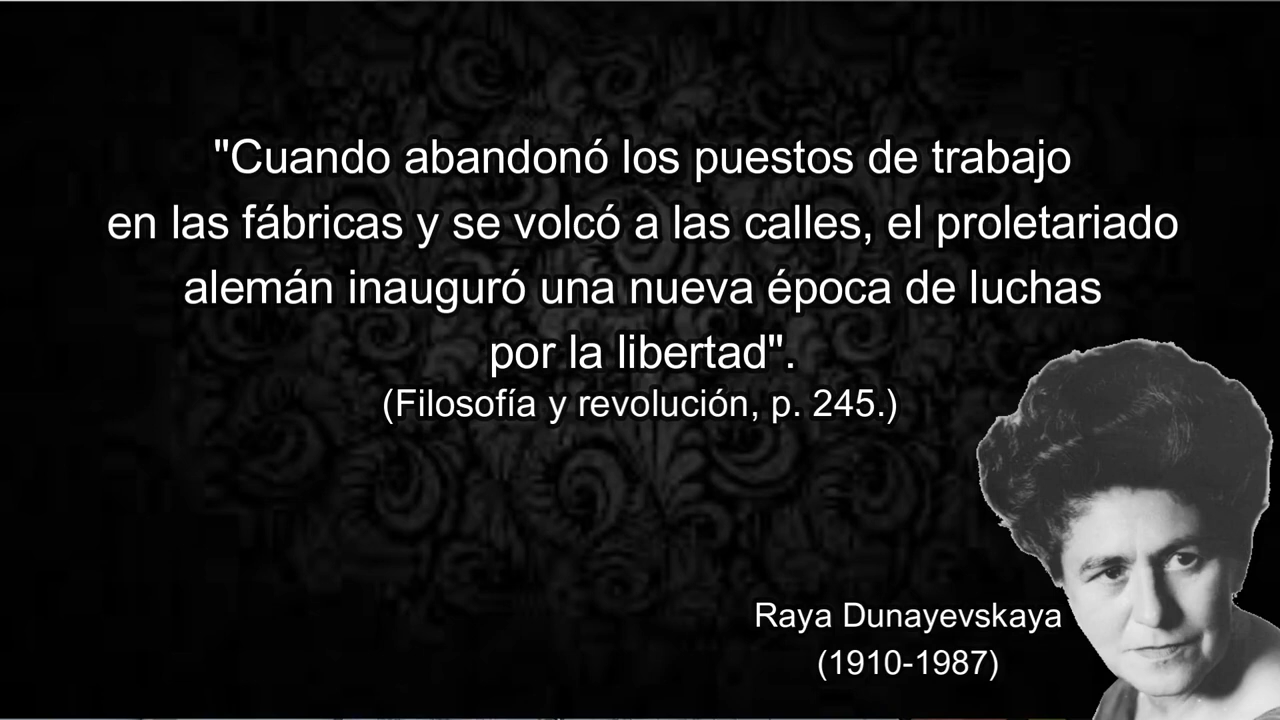 "Cuando abandonó los puestos de trabajo
en las fábricas y se volcó a las calles, el proletariado
alemán inauguró una nueva época de luchas
por la libertad".
(Filosofía y revolución, p. 245.)
Raya Dunayevskaya
(1910-1987)